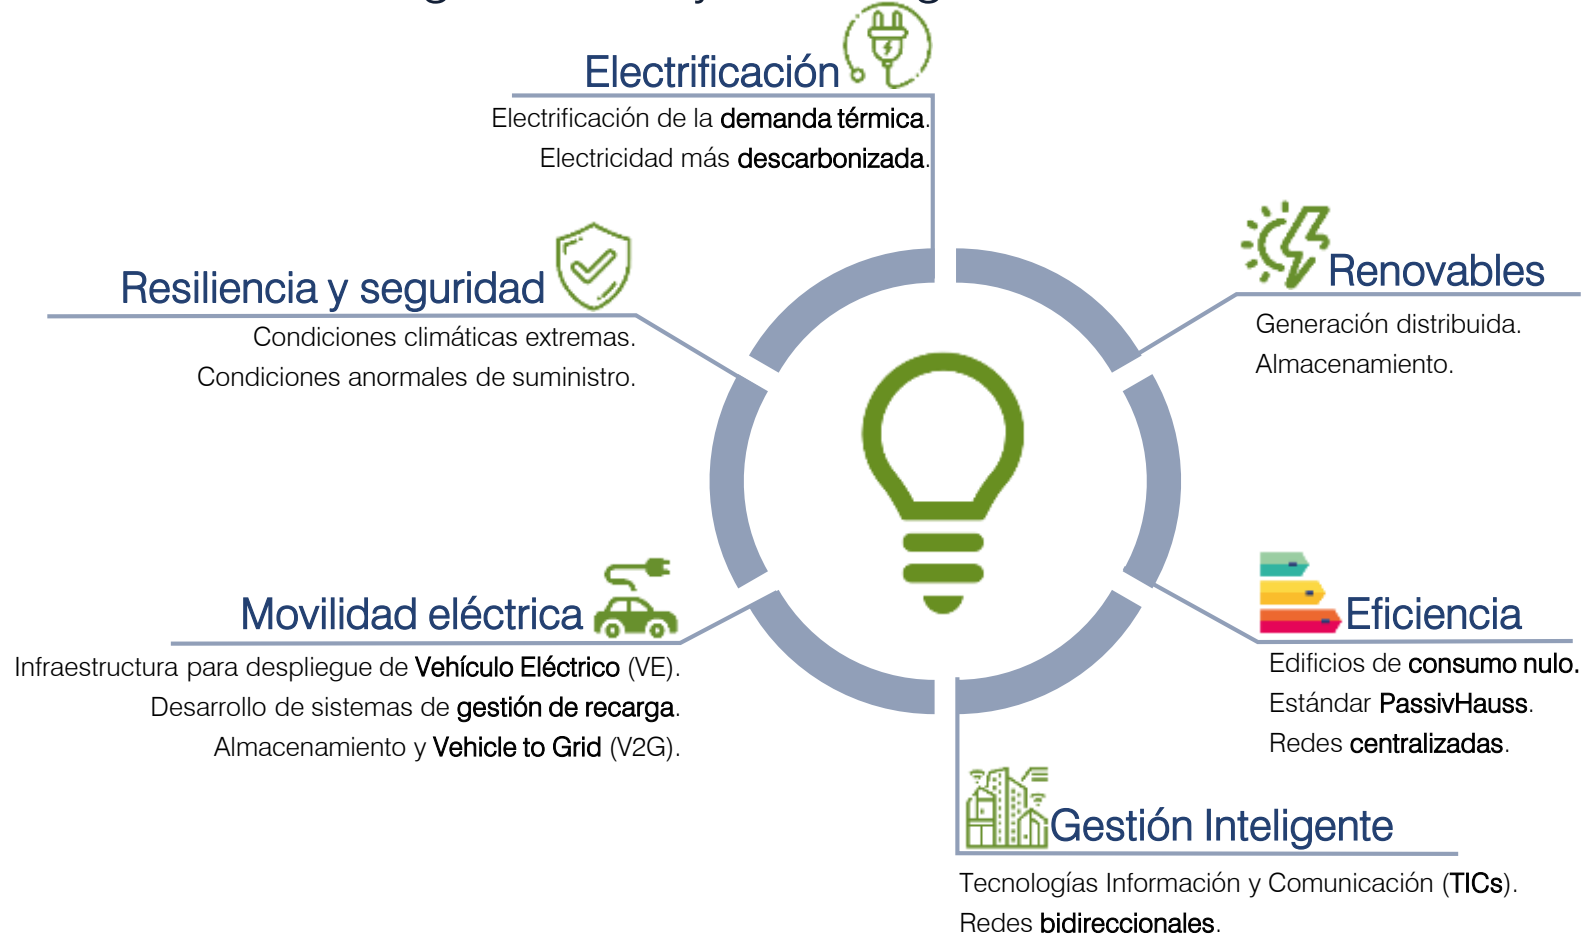 Electrificación
Electrificación de la demanda térmica.
Electricidad más descarbonizada.
Renovables
Generación distribuida.
Almacenamiento.
Resiliencia y seguridad
Condiciones climáticas extremas.
Condiciones anormales de suministro.
Movilidad eléctrica
Infraestructura para despliegue de Vehículo Eléctrico (VE).
Desarrollo de sistemas de gestión de recarga.
Almacenamiento y Vehicle to Grid (V2G).
Eficiencia
Edificios de consumo nulo.
Estándar PassivHauss.
Redes centralizadas.
Gestión Inteligente
Tecnologías Información y Comunicación (TICs).
Redes bidireccionales.